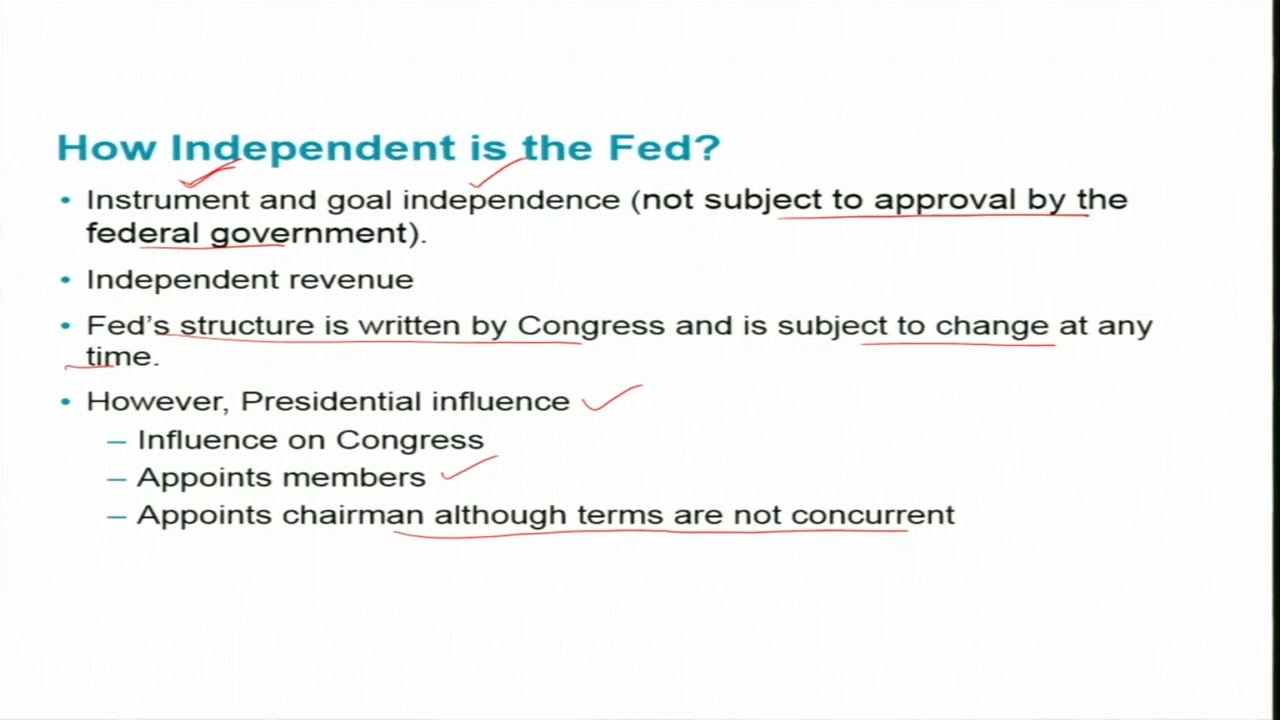 How Independent is the Fed?
• Instrument and goal independence (not subject to approval by the
federal government).
• Independent revenue
• Fed's structure is written by Congress and is subject to change at any
time.
• However, Presidential influence
– Influence on Congress
– Appoints members
– Appoints chairman although terms are not concurrent